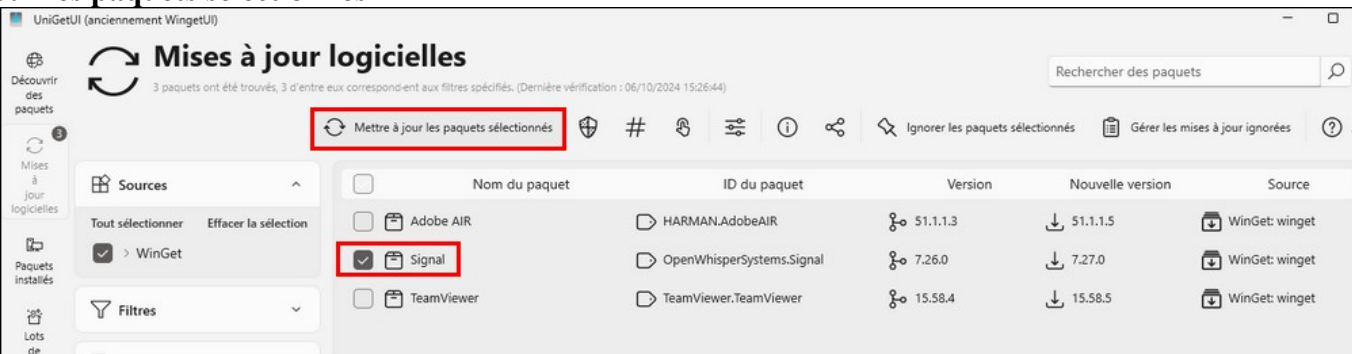 UniGetUI (anciennement WingetUI)
Découvrir
des
paquets
3
Mises
à
jour
logicielles
Paquets
installés
Lots
de
Mises à jour logicielles
3 paquets ont été trouvés, 3 d'entre eux correspond-ent aux filtres spécifiés. (Dernière vérification : 06/10/2024 15:26:44)
Rechercher des paquets
Mettre à jour les paquets sélectionnés
Ignorer les paquets sélectionnés
Gérer les mises à jour ignorées
Sources
Tout sélectionner Effacer la sélection
WinGet
Filtres
Nom du paquet ID du paquet Version Nouvelle version Source
Adobe AIR HARMAN.AdobeAIR 51.1.1.3 51.1.1.5 WinGet: winget
Signal OpenWhisperSystems.Signal 7.26.0 7.27.0 WinGet: winget
TeamViewer TeamViewer.TeamViewer 15.58.4 15.58.5 WinGet: winget